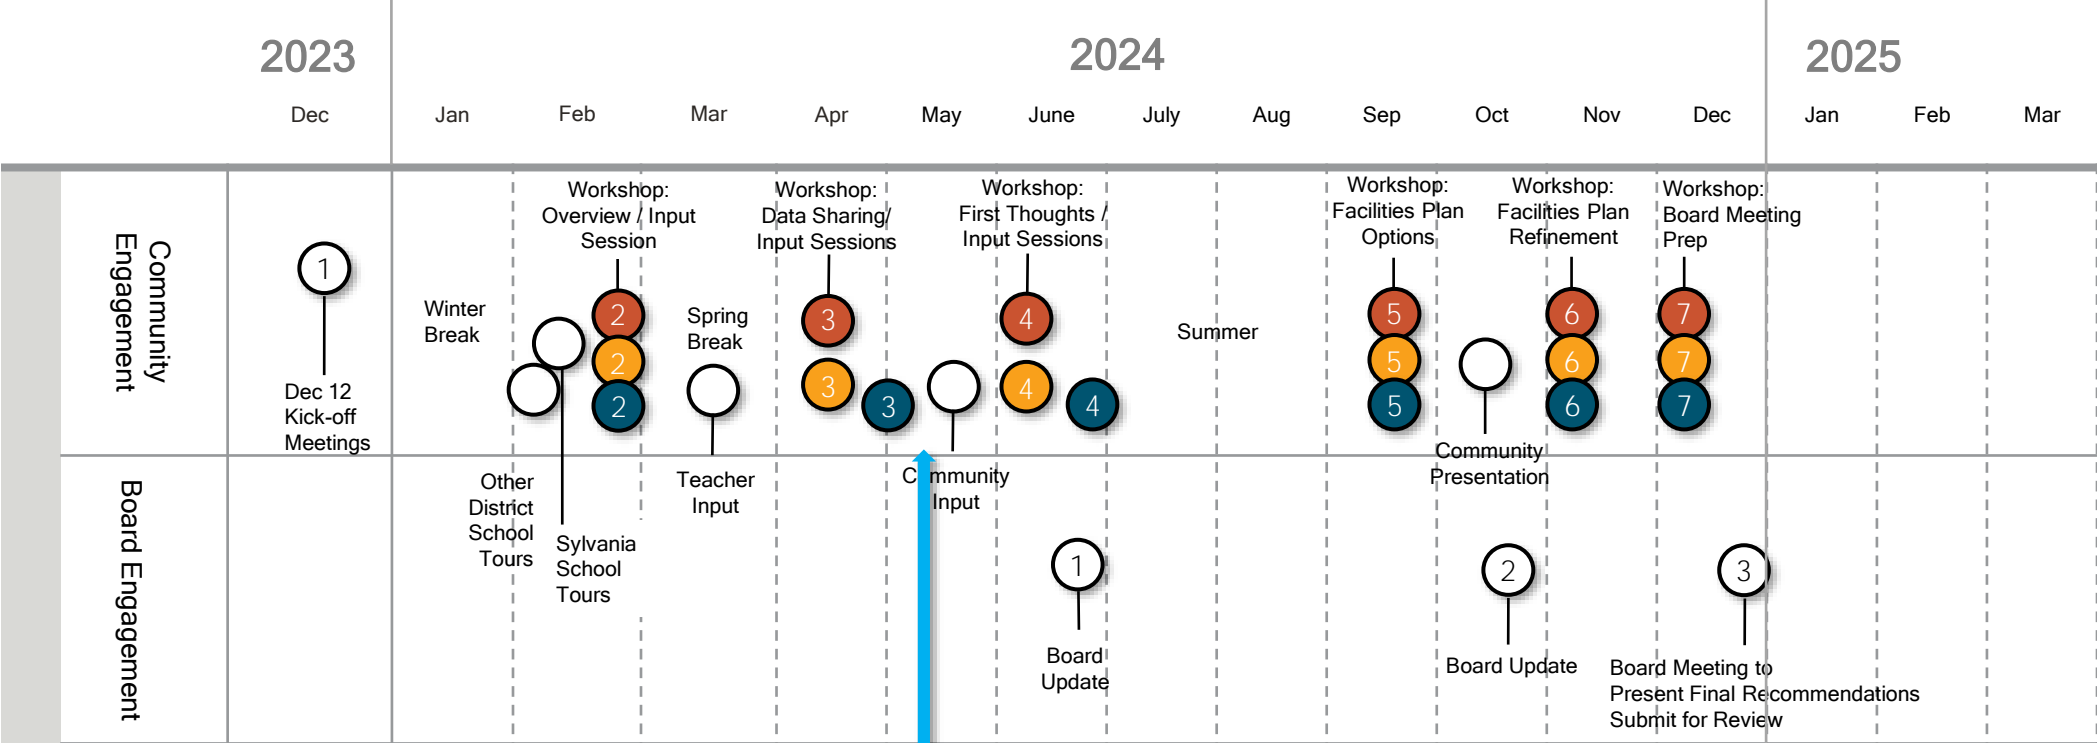 2023
2024
2025
Dec
Jan
Feb
Mar
Apr
May
June
July
Aug
Sep
Oct
Nov
Dec
Jan
Feb
Mar
Community
Engagement
1
Dec 12
Kick-off
Meetings
Winter
Break
Other
District
School
Tours
Sylvania
School
Tours
Workshop:
Overview / Input
Session
2
2
2
Spring
Break
Teacher
Input
Workshop:
Data Sharing/
Input Sessions
3
3
3
Community
Input
Workshop:
First Thoughts /
Input Sessions
4
4
4
Summer
Workshop:
Facilities Plan
Options
5
5
5
Community
Presentation
Workshop:
Facilities Plan
Refinement
6
6
6
Workshop:
Board Meeting
Prep
7
7
7
Board Engagement
1
Board
Update
2
Board Update
3
Board Meeting to
Present Final Recommendations
Submit for Review